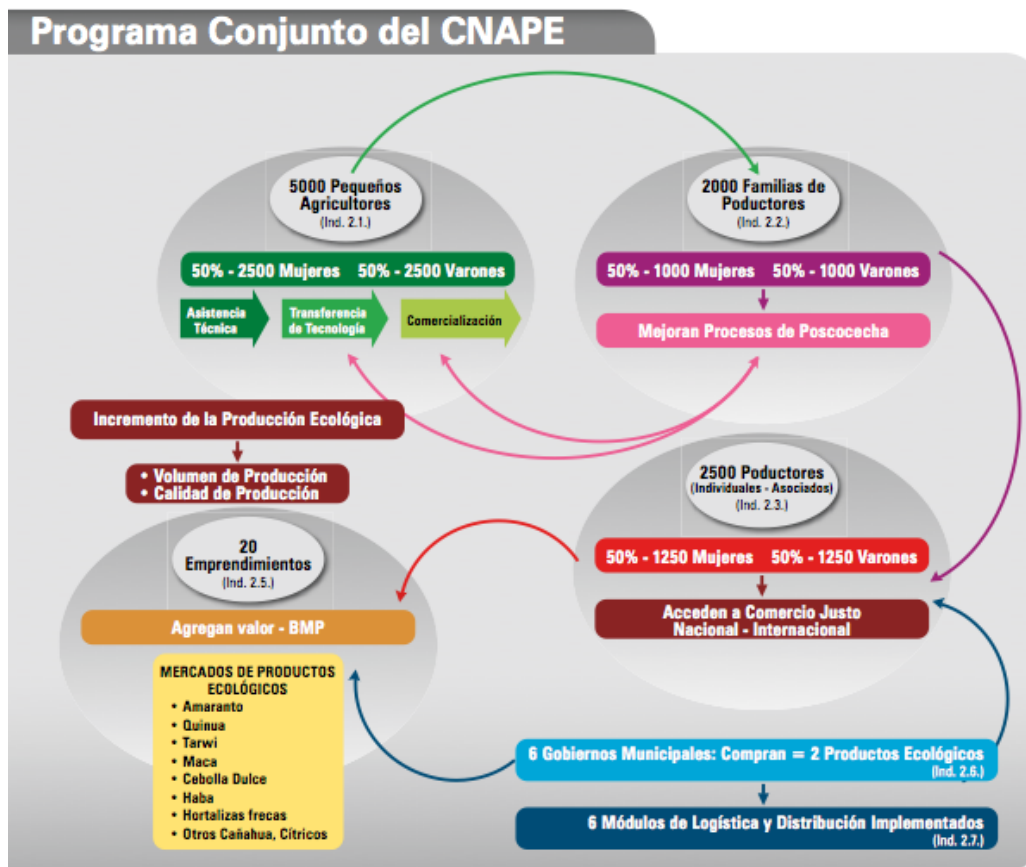 Programa Conjunto del CNAPE
5000 Pequeños
Agricultores
(Ind. 2.1.)
50% - 2500 Mujeres 50% - 2500 Varones
Asistencia
Técnica
Transferencia
de Tecnología
Comercialización
2000 Familias de
Poductores
(Ind. 2.2.)
50% - 1000 Mujeres 50% - 1000 Varones
Mejoran Procesos de Poscocecha
Incremento de la Producción Ecológica
• Volumen de Producción
• Calidad de Producción
2500 Poductores
(Individuales - Asociados)
(Ind. 2.3.)
50% - 1250 Mujeres 50% - 1250 Varones
Acceden a Comercio Justo
Nacional - Internacional
20
Emprendimientos
(Ind. 2.5.)
Agregan valor - BMP
MERCADOS DE PRODUCTOS
ECOLÓGICOS
• Amaranto
• Quinua
• Tarwi
• Maca
• Cebolla Dulce
• Haba
• Hortalizas frecas
• Otros Cañahua, Cítricos
6 Gobiernos Municipales: Compran = 2 Productos Ecológicos
(Ind. 2.6.)
6 Módulos de Logística y Distribución Implementados
(Ind. 2.7.)